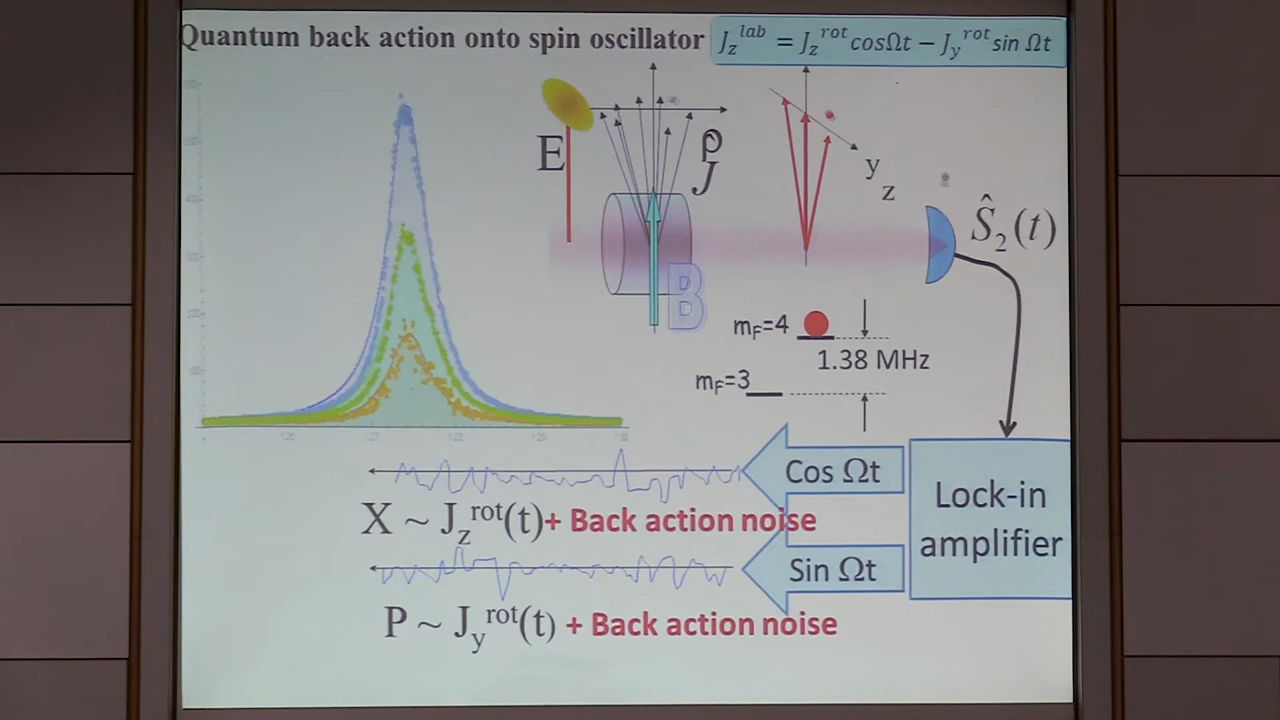 Quantum back action onto spin oscillator
J_z^lab = J_z^rot cosΩt − J_y^rot sin Ωt
E
ρ
J
y
z
B
Ŝ_2(t)
m_F=4
1.38 MHz
m_F=3
Cos Ωt
Lock-in
amplifier
X ~ J_z^rot(t)+ Back action noise
Sin Ωt
P ~ J_y^rot(t) + Back action noise